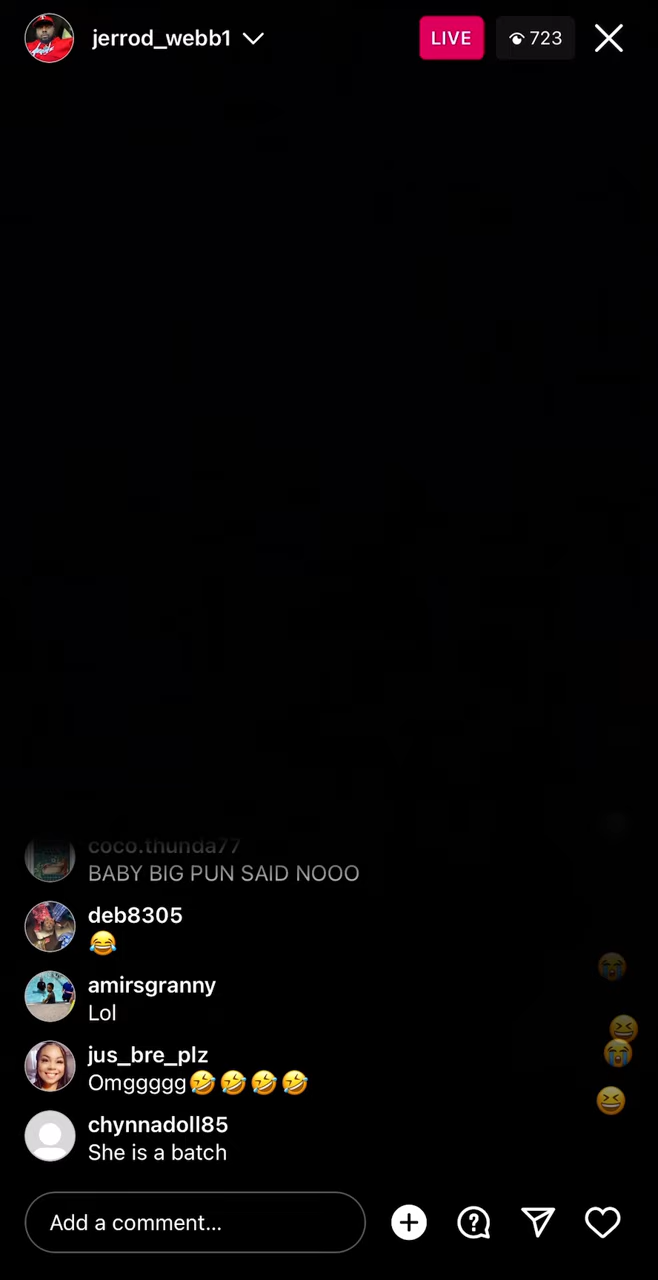 jerrod_webb1
LIVE
723
coco.thunda77
BABY BIG PUN SAID NOOO
deb8305
😂
amirsgranny
Lol
jus_bre_plz
Omggggg🤣🤣🤣🤣
chynnadoll85
She is a batch
Add a comment...